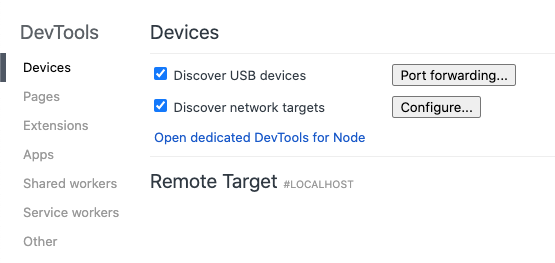 DevTools
Devices
Pages
Extensions
Apps
Shared workers
Service workers
Other
Devices
Discover USB devices
Port forwarding...
Discover network targets
Configure...
Open dedicated DevTools for Node
Remote Target #LOCALHOST